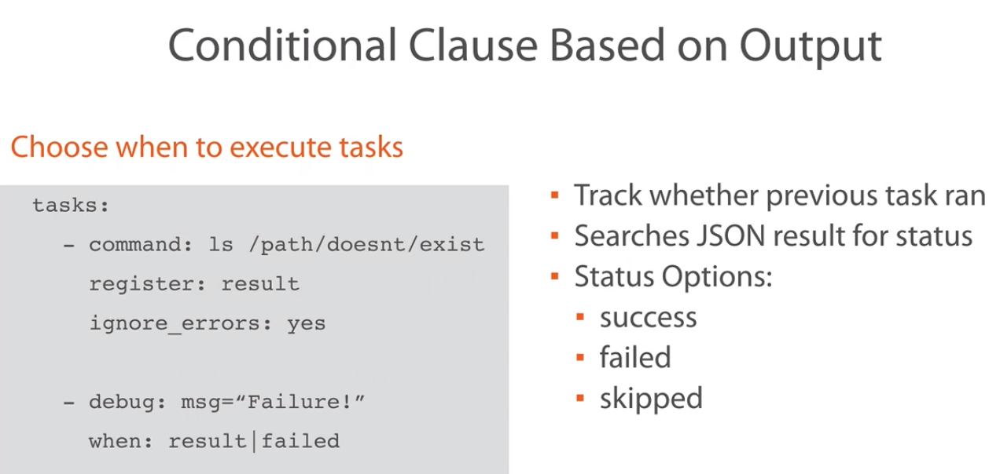 Conditional Clause Based on Output
Choose when to execute tasks
tasks:
- command: ls /path/doesnt/exist
register: result
ignore_errors: yes
- debug: msg=“Failure!”
when: result|failed
▪ Track whether previous task ran
▪ Searches JSON result for status
▪ Status Options:
▪ success
▪ failed
▪ skipped